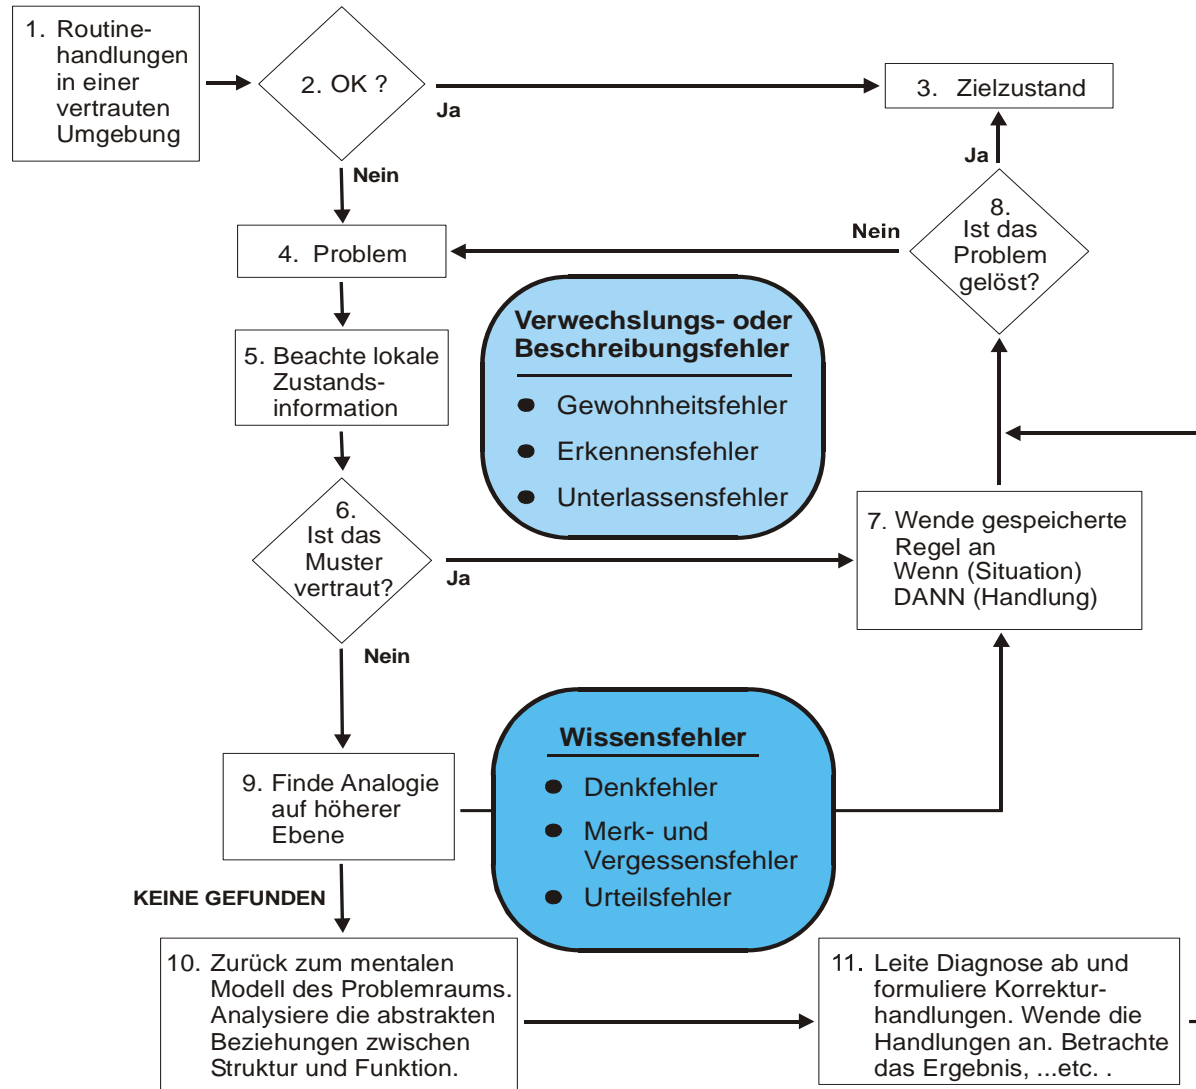 1. Routine-
handlungen
in einer
vertrauten
Umgebung
2. OK ?
Ja
3. Zielzustand
Nein
Ja
4. Problem
Nein
8.
Ist das
Problem
gelöst?
5. Beachte lokale
Zustands-
information
Verwechslungs- oder
Beschreibungsfehler
● Gewohnheitsfehler
● Erkennensfehler
● Unterlassensfehler
6.
Ist das
Muster
vertraut?
Ja
Nein
7. Wende gespeicherte
Regel an
Wenn (Situation)
DANN (Handlung)
9. Finde Analogie
auf höherer
Ebene
Wissensfehler
● Denkfehler
● Merk- und
Vergessensfehler
● Urteilsfehler
KEINE GEFUNDEN
10. Zurück zum mentalen
Modell des Problemraums.
Analysiere die abstrakten
Beziehungen zwischen
Struktur und Funktion.
11. Leite Diagnose ab und
formuliere Korrektur-
handlungen. Wende die
Handlungen an. Betrachte
das Ergebnis, ...etc. .